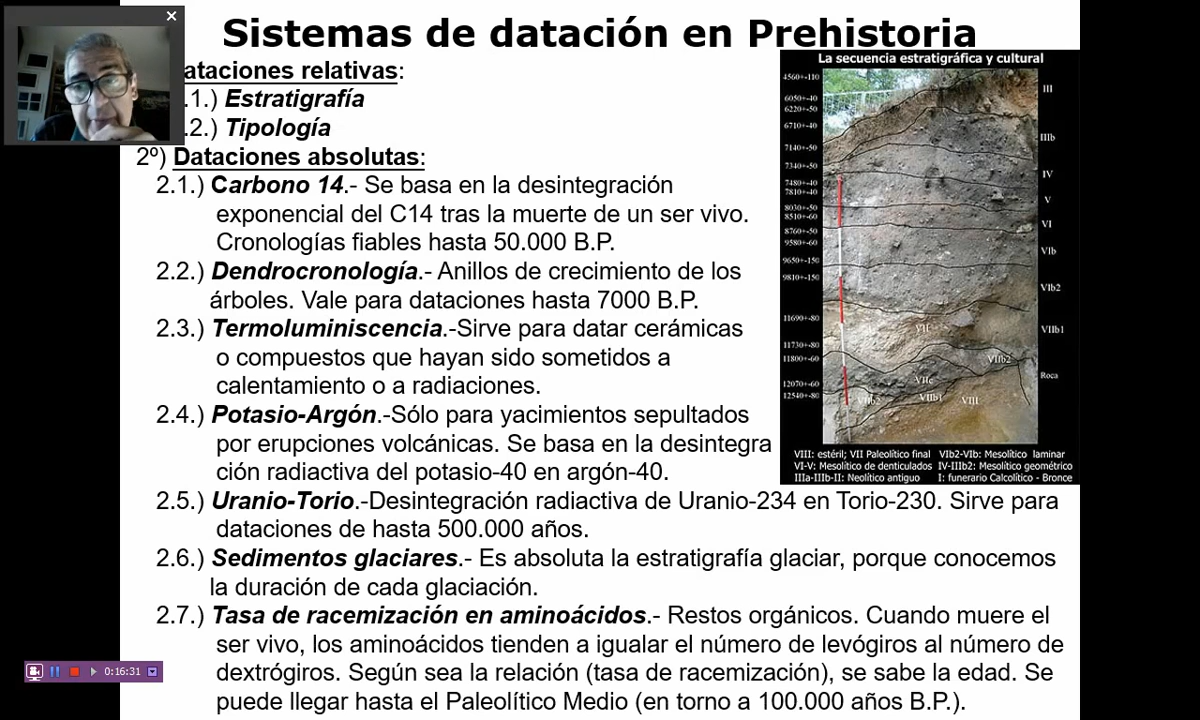 Sistemas de datación en Prehistoria
ataciones relativas:
.1.) Estratigrafía
.2.) Tipología
2º) Dataciones absolutas:
2.1.) Carbono 14.- Se basa en la desintegración
exponencial del C14 tras la muerte de un ser vivo.
Cronologías fiables hasta 50.000 B.P.
2.2.) Dendrocronología.- Anillos de crecimiento de los
árboles. Vale para dataciones hasta 7000 B.P.
2.3.) Termoluminiscencia.-Sirve para datar cerámicas
o compuestos que hayan sido sometidos a
calentamiento o a radiaciones.
2.4.) Potasio-Argón.-Sólo para yacimientos sepultados
por erupciones volcánicas. Se basa en la desintegra
ción radiactiva del potasio-40 en argón-40.
2.5.) Uranio-Torio.-Desintegración radiactiva de Uranio-234 en Torio-230. Sirve para
dataciones de hasta 500.000 años.
2.6.) Sedimentos glaciares.- Es absoluta la estratigrafía glaciar, porque conocemos
la duración de cada glaciación.
2.7.) Tasa de racemización en aminoácidos.- Restos orgánicos. Cuando muere el
ser vivo, los aminoácidos tienden a igualar el número de levógiros al número de
dextrógiros. Según sea la relación (tasa de racemización), se sabe la edad. Se
puede llegar hasta el Paleolítico Medio (en torno a 100.000 años B.P.).
La secuencia estratigráfica y cultural
4560+-110
6050+-40
6220+-50
6710+-40
7140+-50
7340+-50
7480+-40
7810+-40
8030+-50
8510+-60
8760+-50
9580+-60
9650+-150
9810+-150
11690+-80
11730+-80
11800+-60
12070+-60
12540+-80
III
IIIb
IV
V
VI
VIb
VIb2
VIIb1
Roca
VII
VIIb2
VIIc
VIIb1
VIII
VIII: estéril; VII Paleolítico final VIb2-VIb: Mesolítico laminar
VI-V: Mesolítico de denticulados IV-IIIb2: Mesolítico geométrico
IIIa-IIIb-II: Neolítico antiguo I: funerario Calcolítico - Bronce
0:16:31